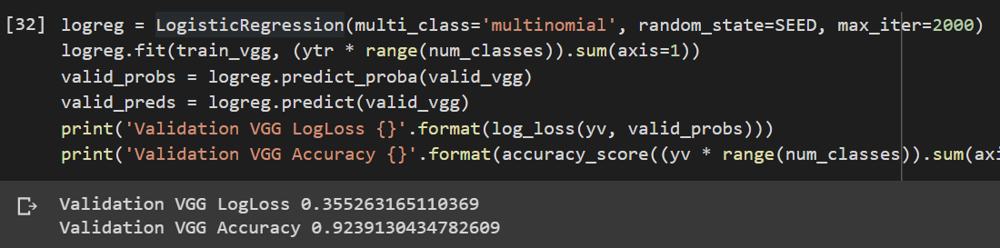 [32] logreg = LogisticRegression(multi_class='multinomial', random_state=SEED, max_iter=2000)
logreg.fit(train_vgg, (ytr * range(num_classes)).sum(axis=1))
valid_probs = logreg.predict_proba(valid_vgg)
valid_preds = logreg.predict(valid_vgg)
print('Validation VGG LogLoss {}'.format(log_loss(yv, valid_probs)))
print('Validation VGG Accuracy {}'.format(accuracy_score((yv * range(num_classes)).sum(axi
Validation VGG LogLoss 0.355263165110369
Validation VGG Accuracy 0.9239130434782609